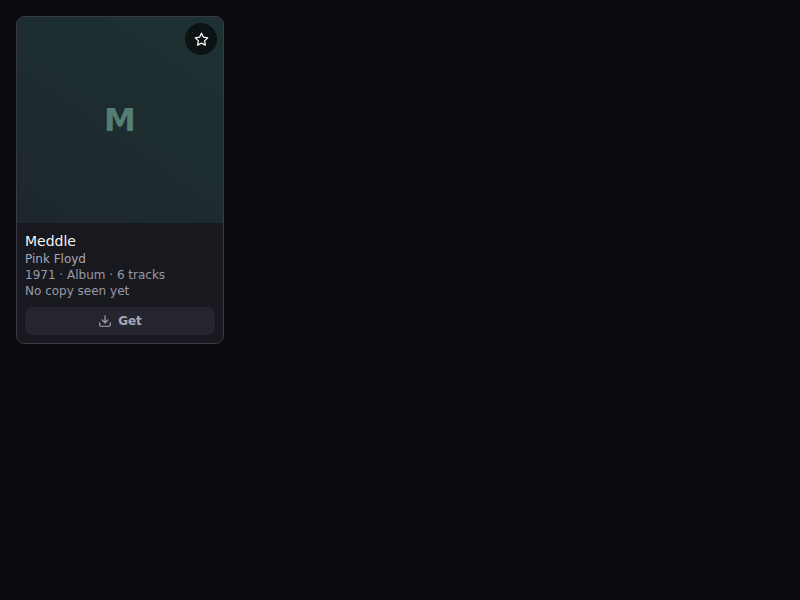 M
Meddle
Pink Floyd
1971 · Album · 6 tracks
No copy seen yet
Get